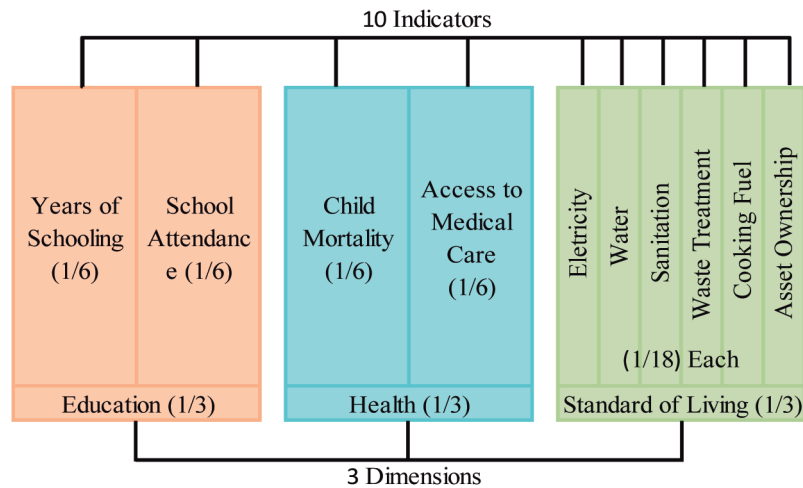 10 Indicators
Years of
Schooling
(1/6)
School
Attendanc
e (1/6)
Child
Mortality
(1/6)
Access to
Medical
Care
(1/6)
Eletricity
Water
Sanitation
Waste Treatment
Cooking Fuel
Asset Ownership
(1/18) Each
Education (1/3)
Health (1/3)
Standard of Living (1/3)
3 Dimensions